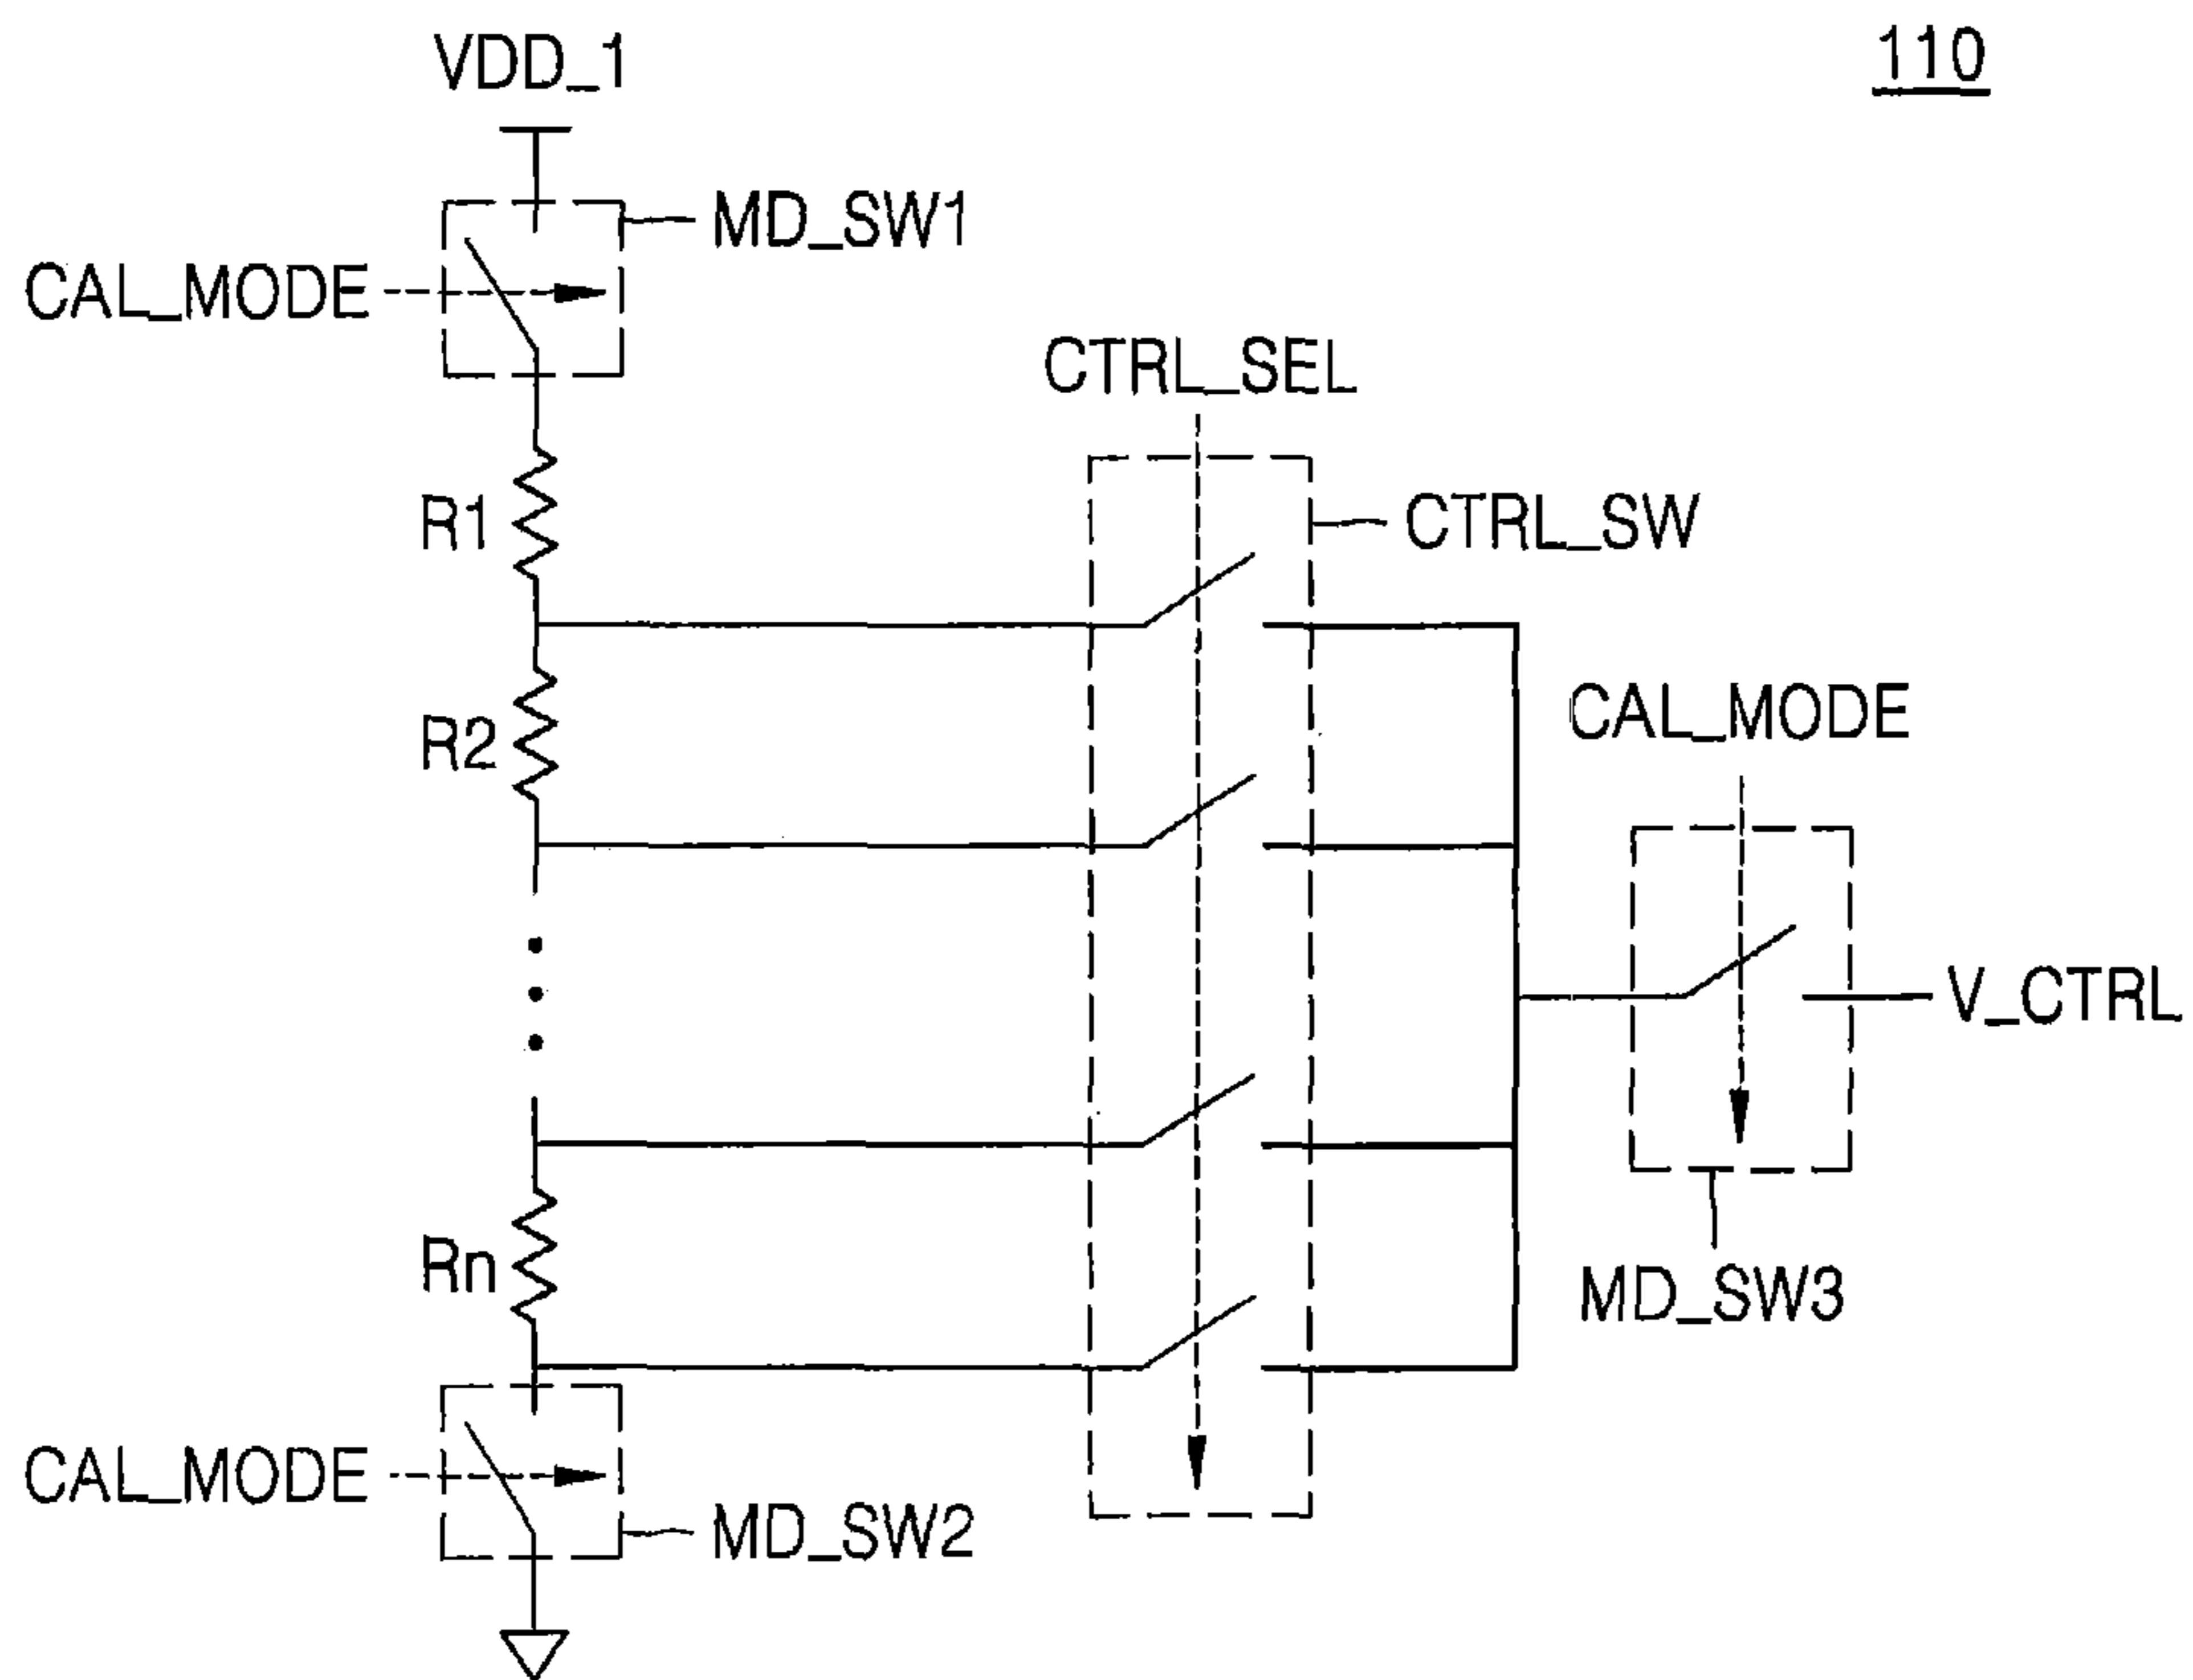 110
VDD_1
MD_SW1
CAL_MODE
CTRL_SEL
R1
CTRL_SW
CAL_MODE
R2
V_CTRL
Rn
MD_SW3
CAL_MODE
MD_SW2